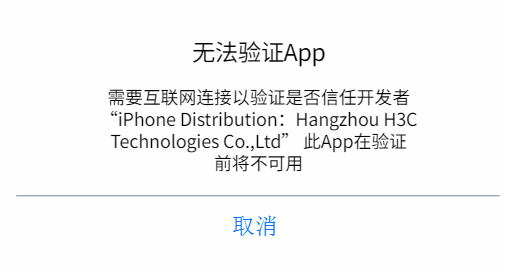 无法验证App
需要互联网连接以验证是否信任开发者
“iPhone Distribution：Hangzhou H3C
Technologies Co.,Ltd” 此App在验证
前将不可用
取消